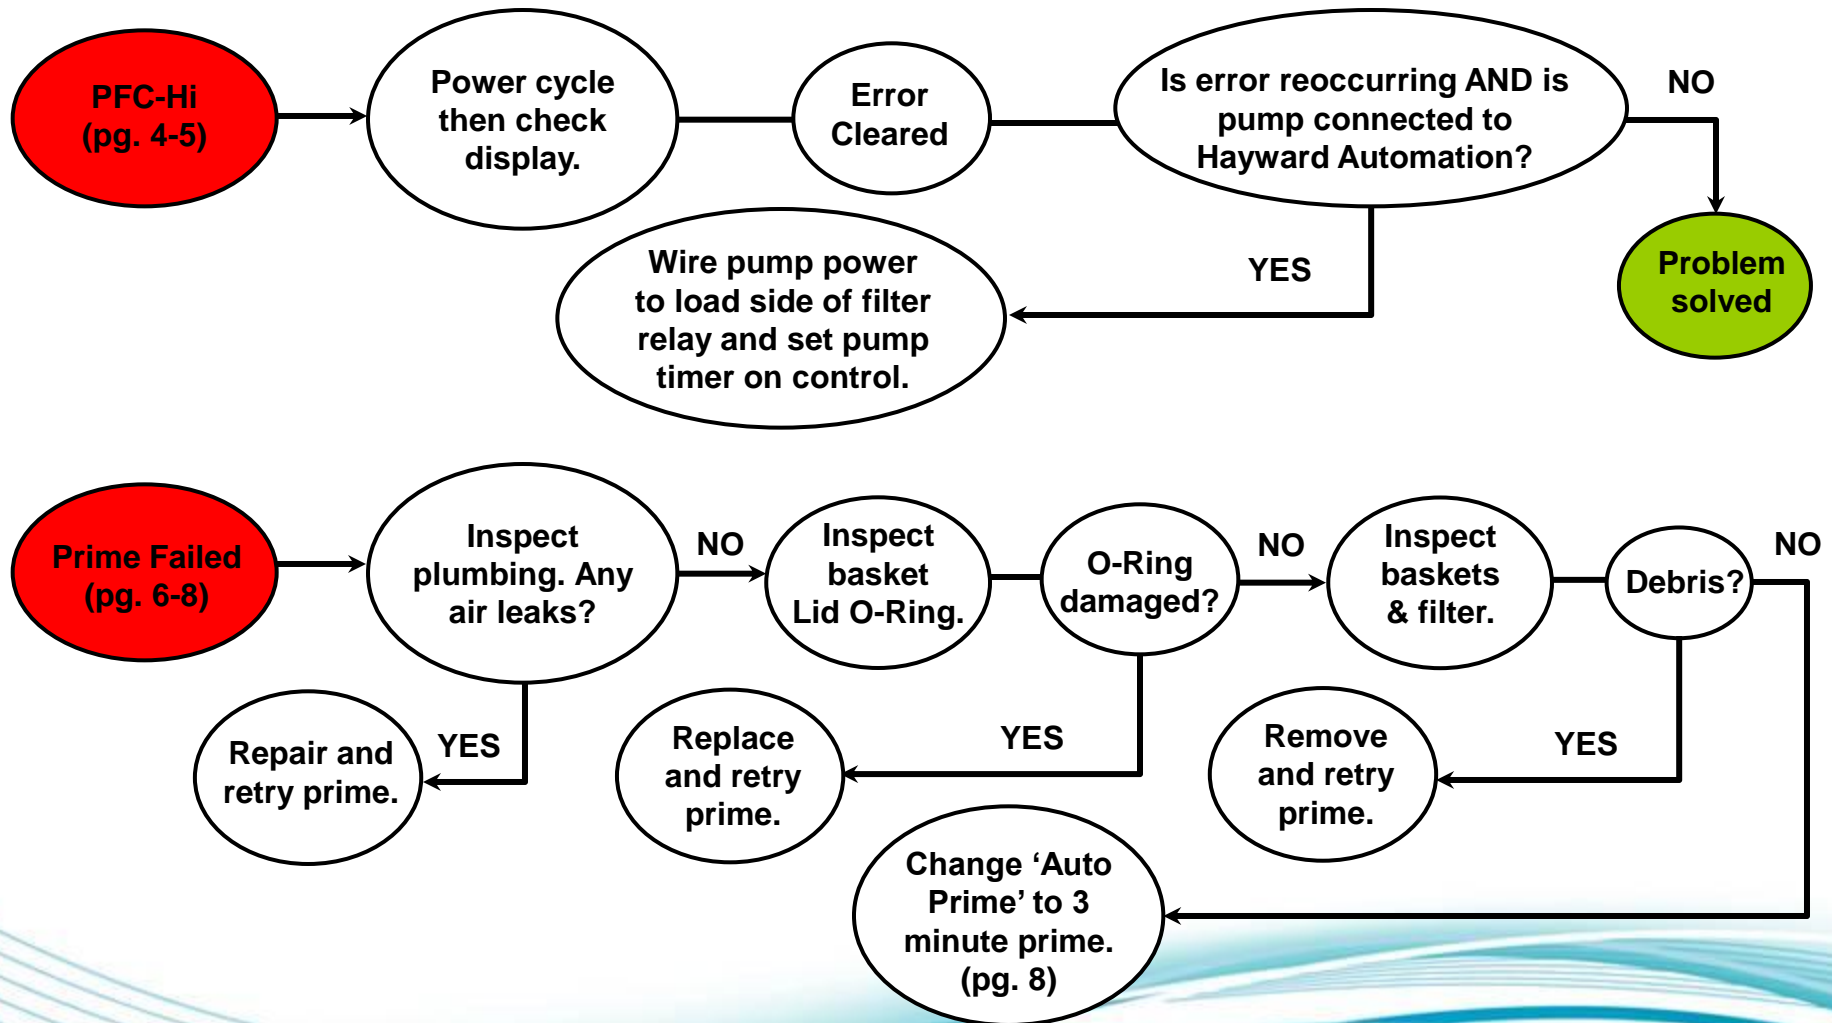 PFC-Hi
(pg. 4-5)
Power cycle
then check
display.
Error
Cleared
Is error reoccurring AND is
pump connected to
Hayward Automation?
NO
Problem
solved
YES
Wire pump power
to load side of filter
relay and set pump
timer on control.
Prime Failed
(pg. 6-8)
Inspect
plumbing. Any
air leaks?
NO
Inspect
basket
Lid O-Ring.
O-Ring
damaged?
NO
Inspect
baskets
& filter.
Debris?
NO
YES
Repair and
retry prime.
YES
Replace
and retry
prime.
YES
Remove
and retry
prime.
Change ‘Auto
Prime’ to 3
minute prime.
(pg. 8)